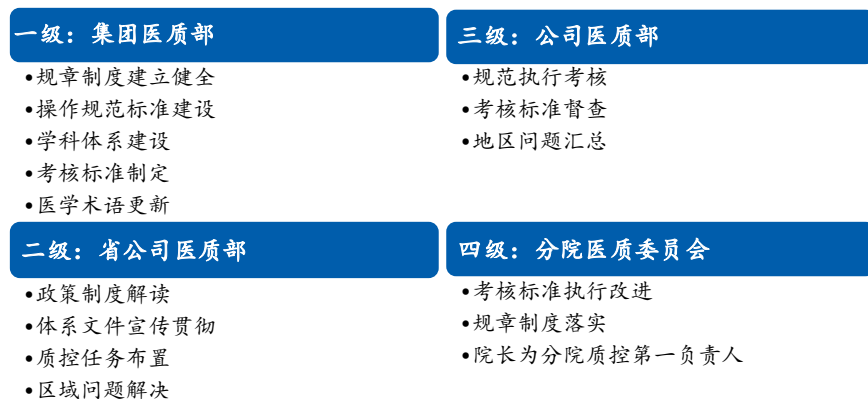 一级：集团医质部
•规章制度建立健全
•操作规范标准建设
•学科体系建设
•考核标准制定
•医学术语更新
二级：省公司医质部
•政策制度解读
•体系文件宣传贯彻
•质控任务布置
•区域问题解决
三级：公司医质部
•规范执行考核
•考核标准督查
•地区问题汇总
四级：分院医质委员会
•考核标准执行改进
•规章制度落实
•院长为分院质控第一负责人